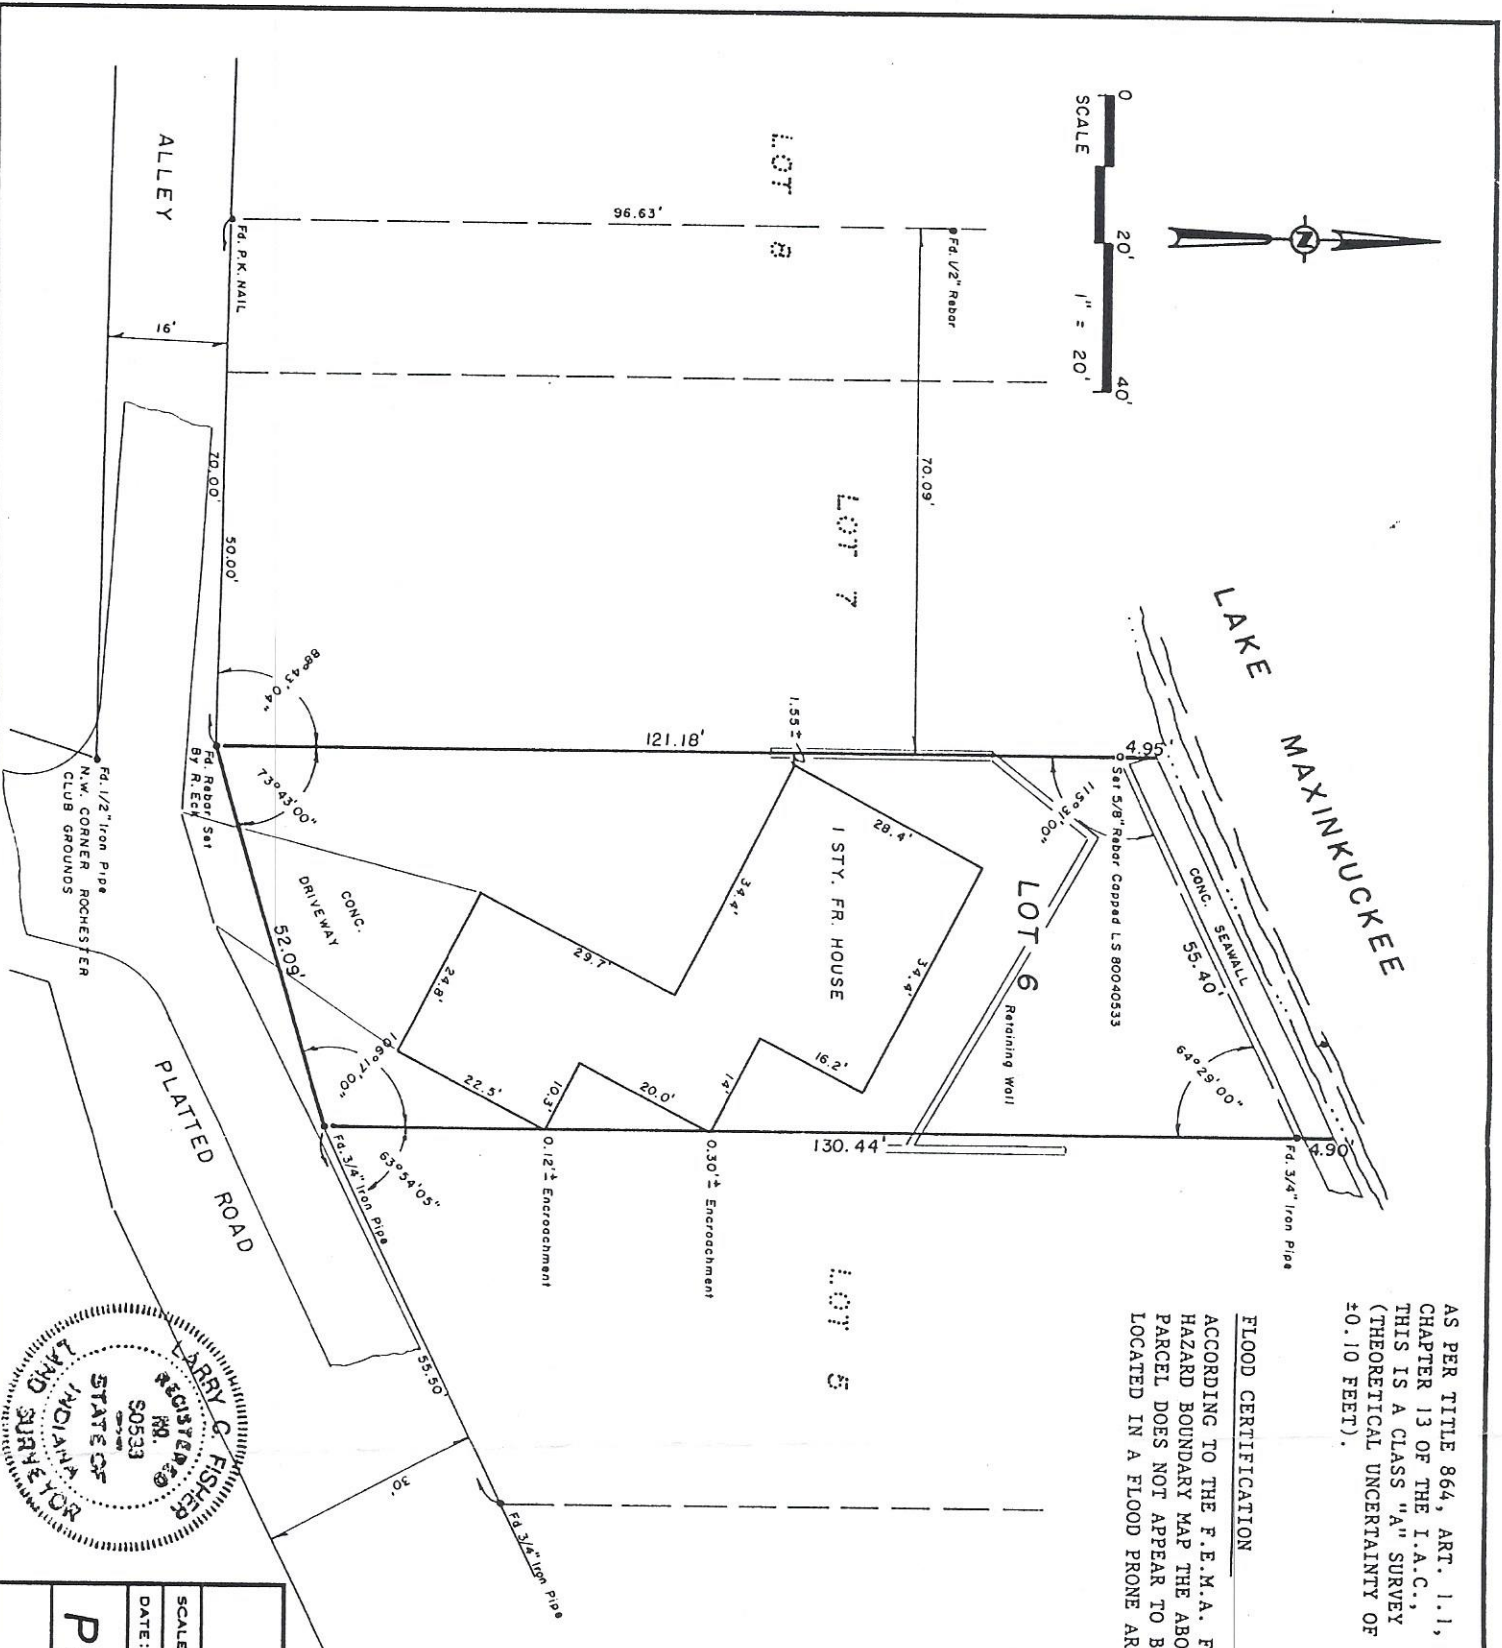 AS PER TITLE 864, ART. 1.1,
CHAPTER 13 OF THE I.A.C.,
THIS IS A CLASS "A" SURVEY
(THEORETICAL UNCERTAINTY OF
±0.10 FEET).
FLOOD CERTIFICATION
ACCORDING TO THE F.E.M.A. F
HAZARD BOUNDARY MAP THE ABO
PARCEL DOES NOT APPEAR TO B
LOCATED IN A FLOOD PRONE AR
0 20' 40'
SCALE 1" = 20'
N
LAKE MAXINKUCKEE
4.95'
Set 5/8" Rebar Capped LS 80040533
CONC. SEAWALL
55.40'
4.90
Fd. 3/4" Iron Pipe
115°31'00"
64°29'00"
LOT 8
Fd. 1/2" Rebar
96.63'
70.09'
LOT 7
LOT 6
Retaining Wall
LOT 5
1 STY. FR. HOUSE
1.55'±
28.4'
34.4'
34.4'
16.2'
14'
20.0'
10.3'
22.5'
24.8'
29.7'
121.18'
130.44'
0.30'± Encroachment
0.12'± Encroachment
CONC.
DRIVEWAY
52.09'
88°43'04"
73°43'00"
106°17'00"
63°54'05"
Fd. 3/4" Iron Pipe
Fd. P.K. NAIL
16'
70.00'
50.00'
ALLEY
Fd. Rebar Set
By R. Eck
Fd. 1/2" Iron Pipe
N.W. CORNER ROCHESTER
CLUB GROUNDS
PLATTED ROAD
55.50'
30'
Fd 3/4" Iron Pipe
LARRY C. FISHER
REGISTERED
NO.
S0533
STATE OF
INDIANA
LAND SURVEYOR
SCALE
DATE:
P